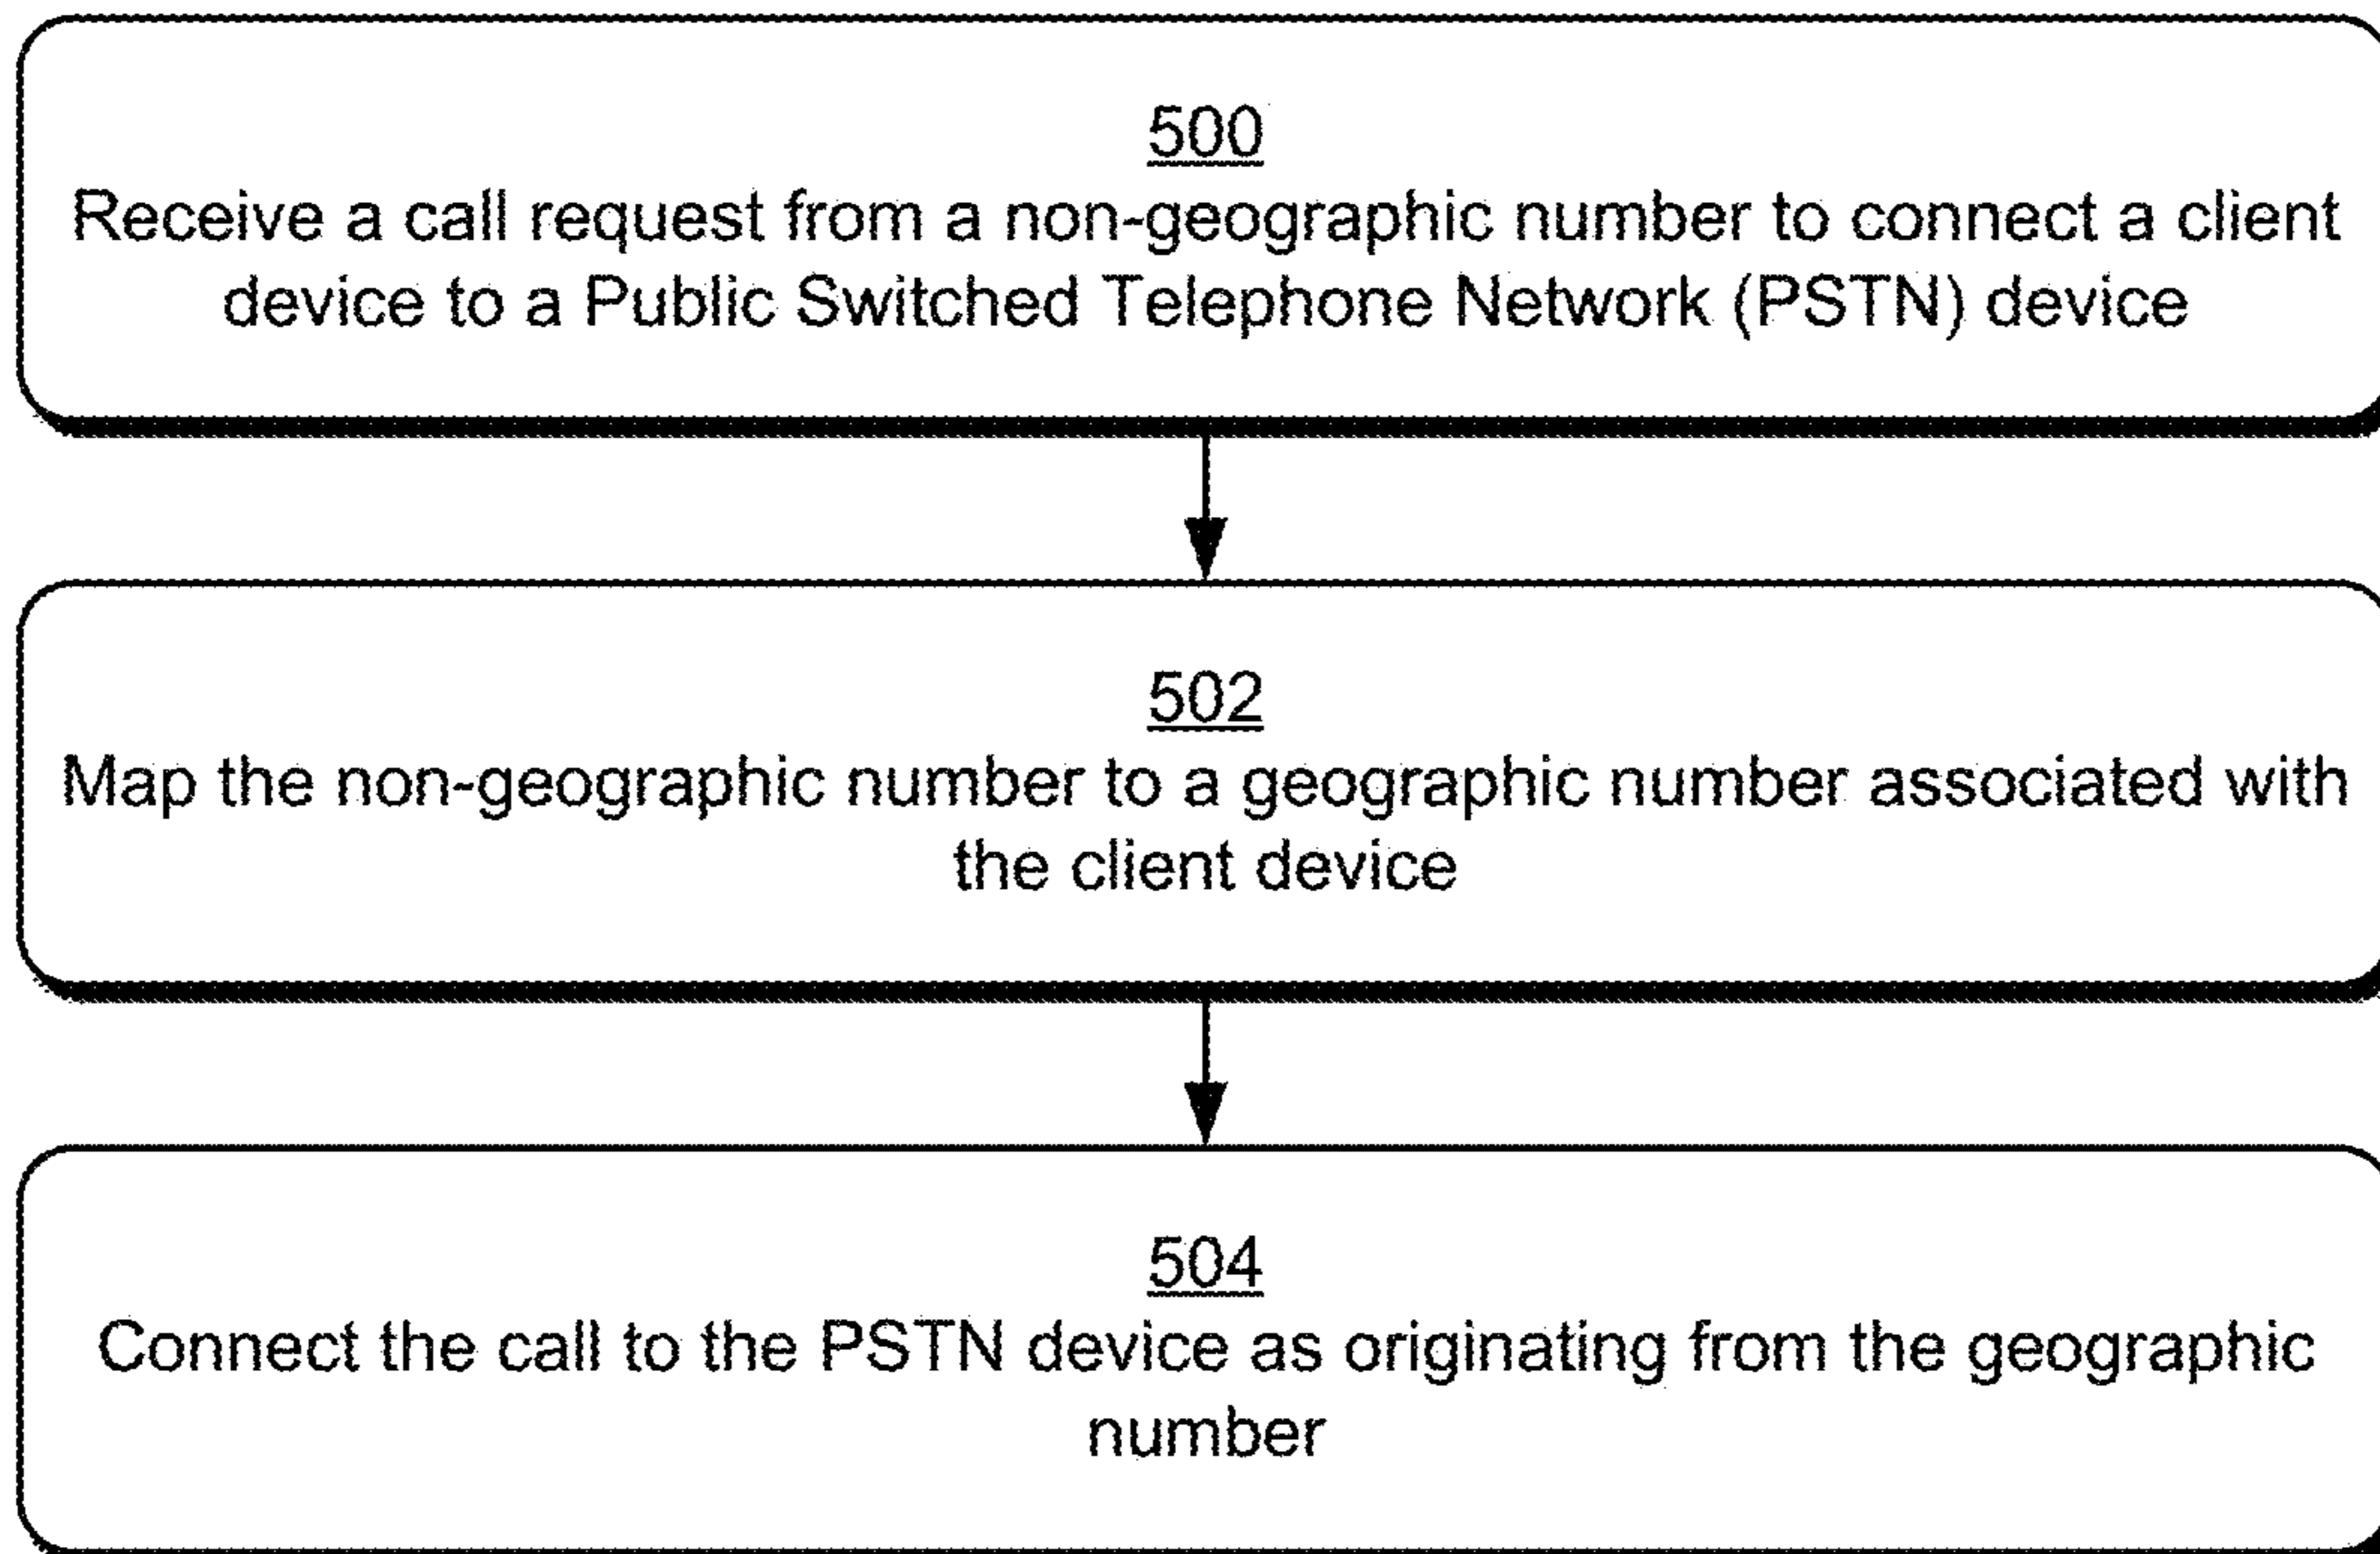 500
Receive a call request from a non-geographic number to connect a client
device to a Public Switched Telephone Network (PSTN) device
502
Map the non-geographic number to a geographic number associated with
the client device
504
Connect the call to the PSTN device as originating from the geographic
number